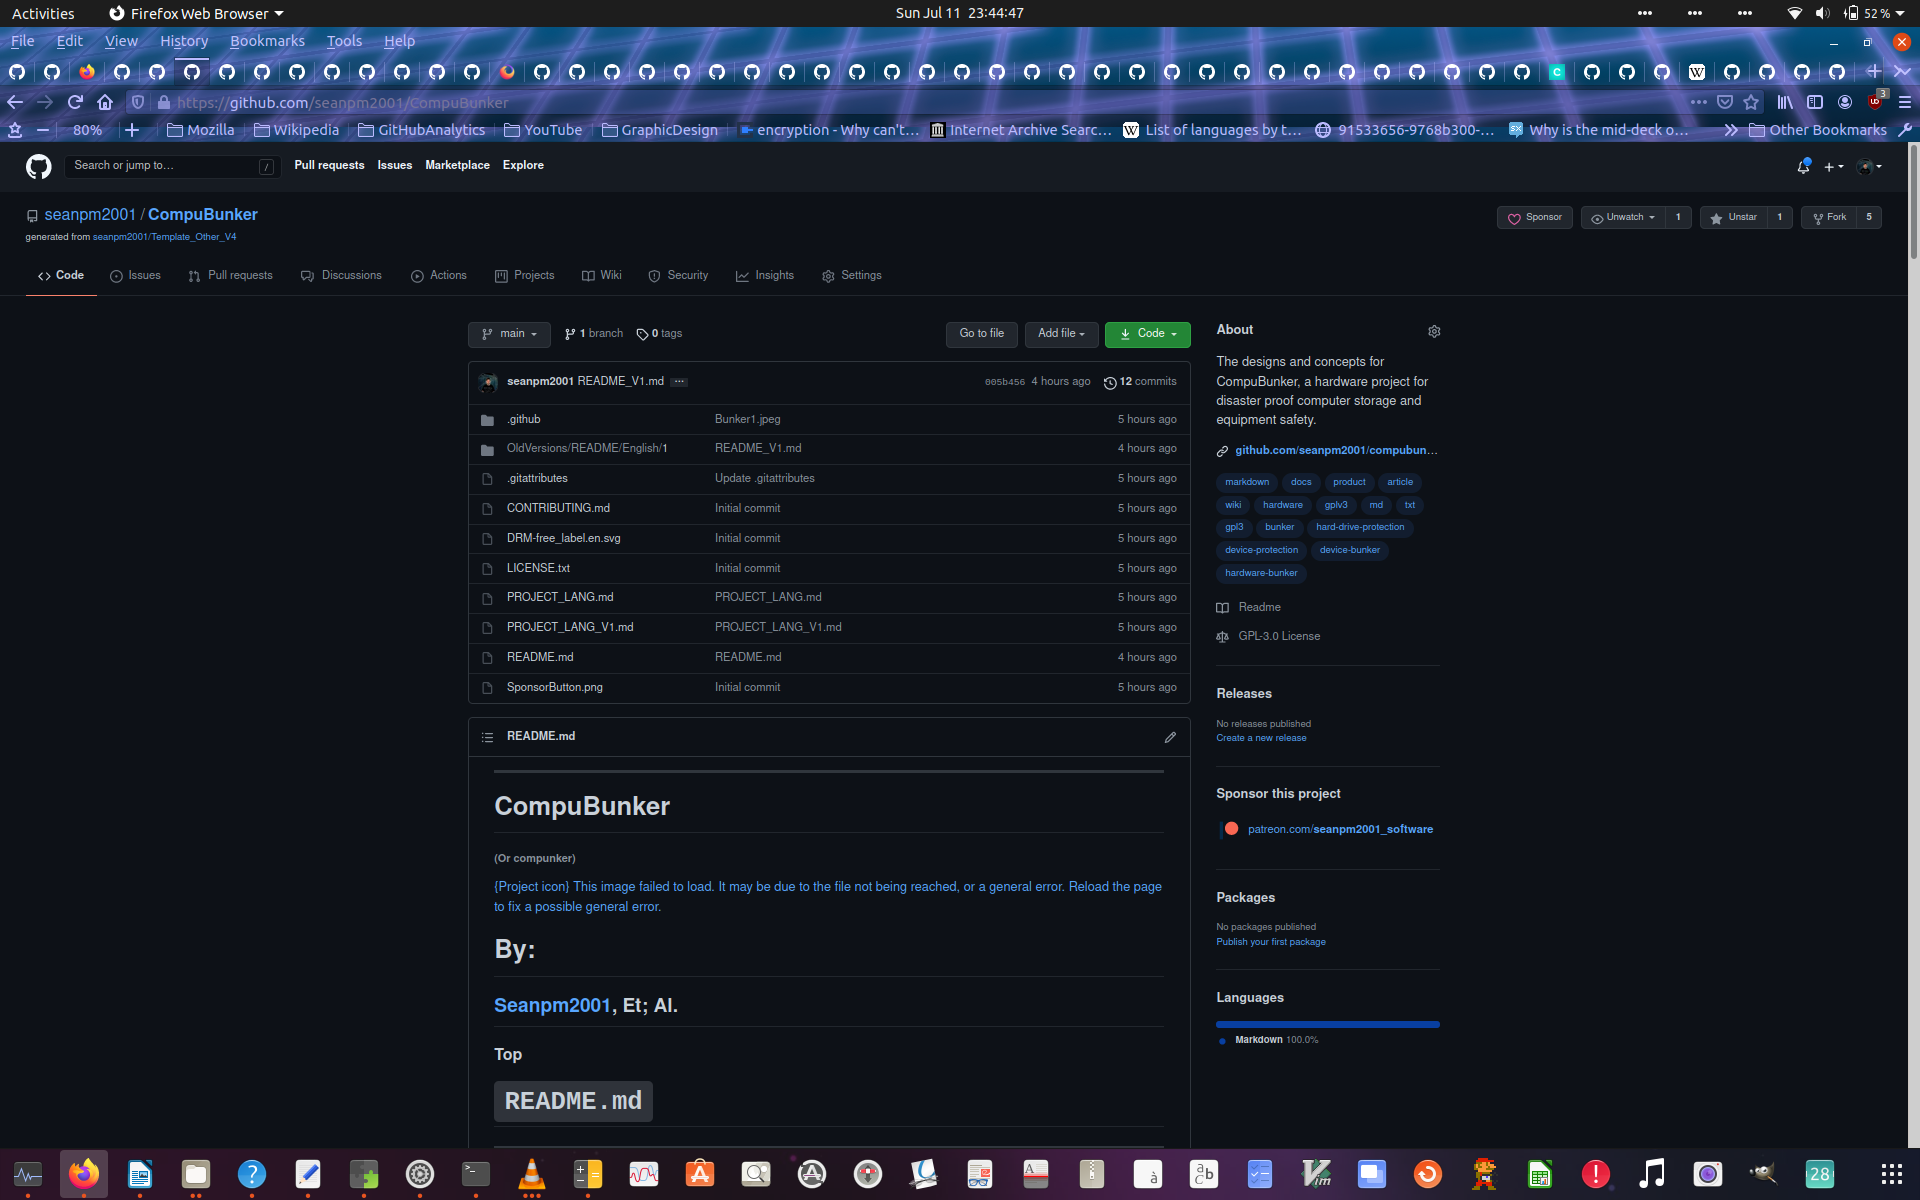 Activities Firefox Web Browser Sun Jul 11 23:44:47 52 %
File Edit View History Bookmarks Tools Help
https://github.com/seanpm2001/CompuBunker 3
80% Mozilla Wikipedia GitHubAnalytics YouTube GraphicDesign encryption - Why can't... Internet Archive Searc... List of languages by t... 91533656-9768b300-... Why is the mid-deck o... Other Bookmarks
Search or jump to... / Pull requests Issues Marketplace Explore
seanpm2001 / CompuBunker Sponsor Unwatch 1 Unstar 1 Fork 5
generated from seanpm2001/Template_Other_V4
Code Issues Pull requests Discussions Actions Projects Wiki Security Insights Settings
main 1 branch 0 tags Go to file Add file Code
seanpm2001 README_V1.md ... 005b456 4 hours ago 12 commits
.github Bunker1.jpeg 5 hours ago
OldVersions/README/English/1 README_V1.md 4 hours ago
.gitattributes Update .gitattributes 5 hours ago
CONTRIBUTING.md Initial commit 5 hours ago
DRM-free_label.en.svg Initial commit 5 hours ago
LICENSE.txt Initial commit 5 hours ago
PROJECT_LANG.md PROJECT_LANG.md 5 hours ago
PROJECT_LANG_V1.md PROJECT_LANG_V1.md 5 hours ago
README.md README.md 4 hours ago
SponsorButton.png Initial commit 5 hours ago
README.md
CompuBunker
(Or compunker)
{Project icon} This image failed to load. It may be due to the file not being reached, or a general error. Reload the page
to fix a possible general error.
By:
Seanpm2001, Et; Al.
Top
README.md
About
The designs and concepts for
CompuBunker, a hardware project for
disaster proof computer storage and
equipment safety.
github.com/seanpm2001/compubun...
markdown docs product article
wiki hardware gplv3 md txt
gpl3 bunker hard-drive-protection
device-protection device-bunker
hardware-bunker
Readme
GPL-3.0 License
Releases
No releases published
Create a new release
Sponsor this project
patreon.com/seanpm2001_software
Packages
No packages published
Publish your first package
Languages
Markdown 100.0%
28